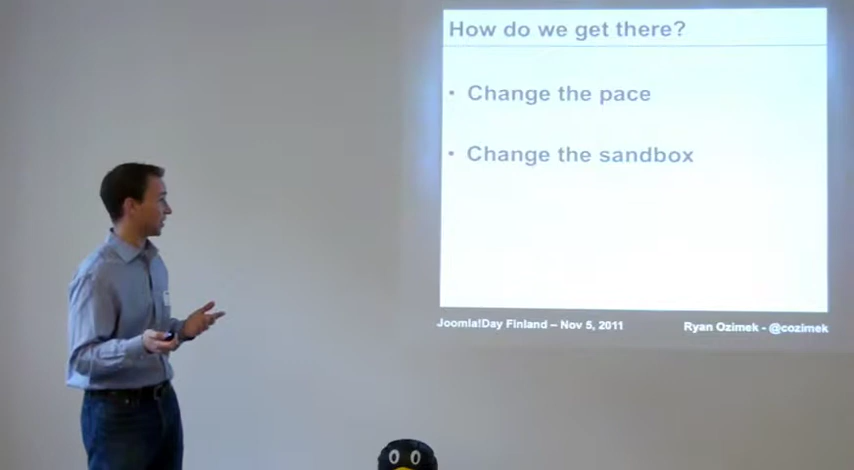 How do we get there?
• Change the pace
• Change the sandbox
Joomla!Day Finland – Nov 5, 2011
Ryan Ozimek - @cozimek